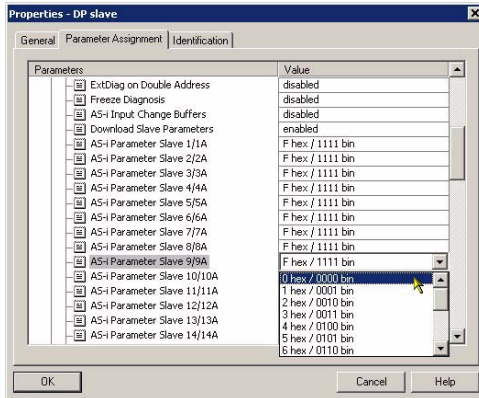 Properties - DP slave
General Parameter Assignment Identification
Parameters Value
ExtDiag on Double Address disabled
Freeze Diagnosis disabled
AS-i Input Change Buffers disabled
Download Slave Parameters enabled
AS-i Parameter Slave 1/1A F hex / 1111 bin
AS-i Parameter Slave 2/2A F hex / 1111 bin
AS-i Parameter Slave 3/3A F hex / 1111 bin
AS-i Parameter Slave 4/4A F hex / 1111 bin
AS-i Parameter Slave 5/5A F hex / 1111 bin
AS-i Parameter Slave 6/6A F hex / 1111 bin
AS-i Parameter Slave 7/7A F hex / 1111 bin
AS-i Parameter Slave 8/8A F hex / 1111 bin
AS-i Parameter Slave 9/9A F hex / 1111 bin
AS-i Parameter Slave 10/10A 0 hex / 0000 bin
AS-i Parameter Slave 11/11A 1 hex / 0001 bin
AS-i Parameter Slave 12/12A 2 hex / 0010 bin
3 hex / 0011 bin
AS-i Parameter Slave 13/13A 4 hex / 0100 bin
AS-i Parameter Slave 14/14A 5 hex / 0101 bin
6 hex / 0110 bin
OK Cancel Help